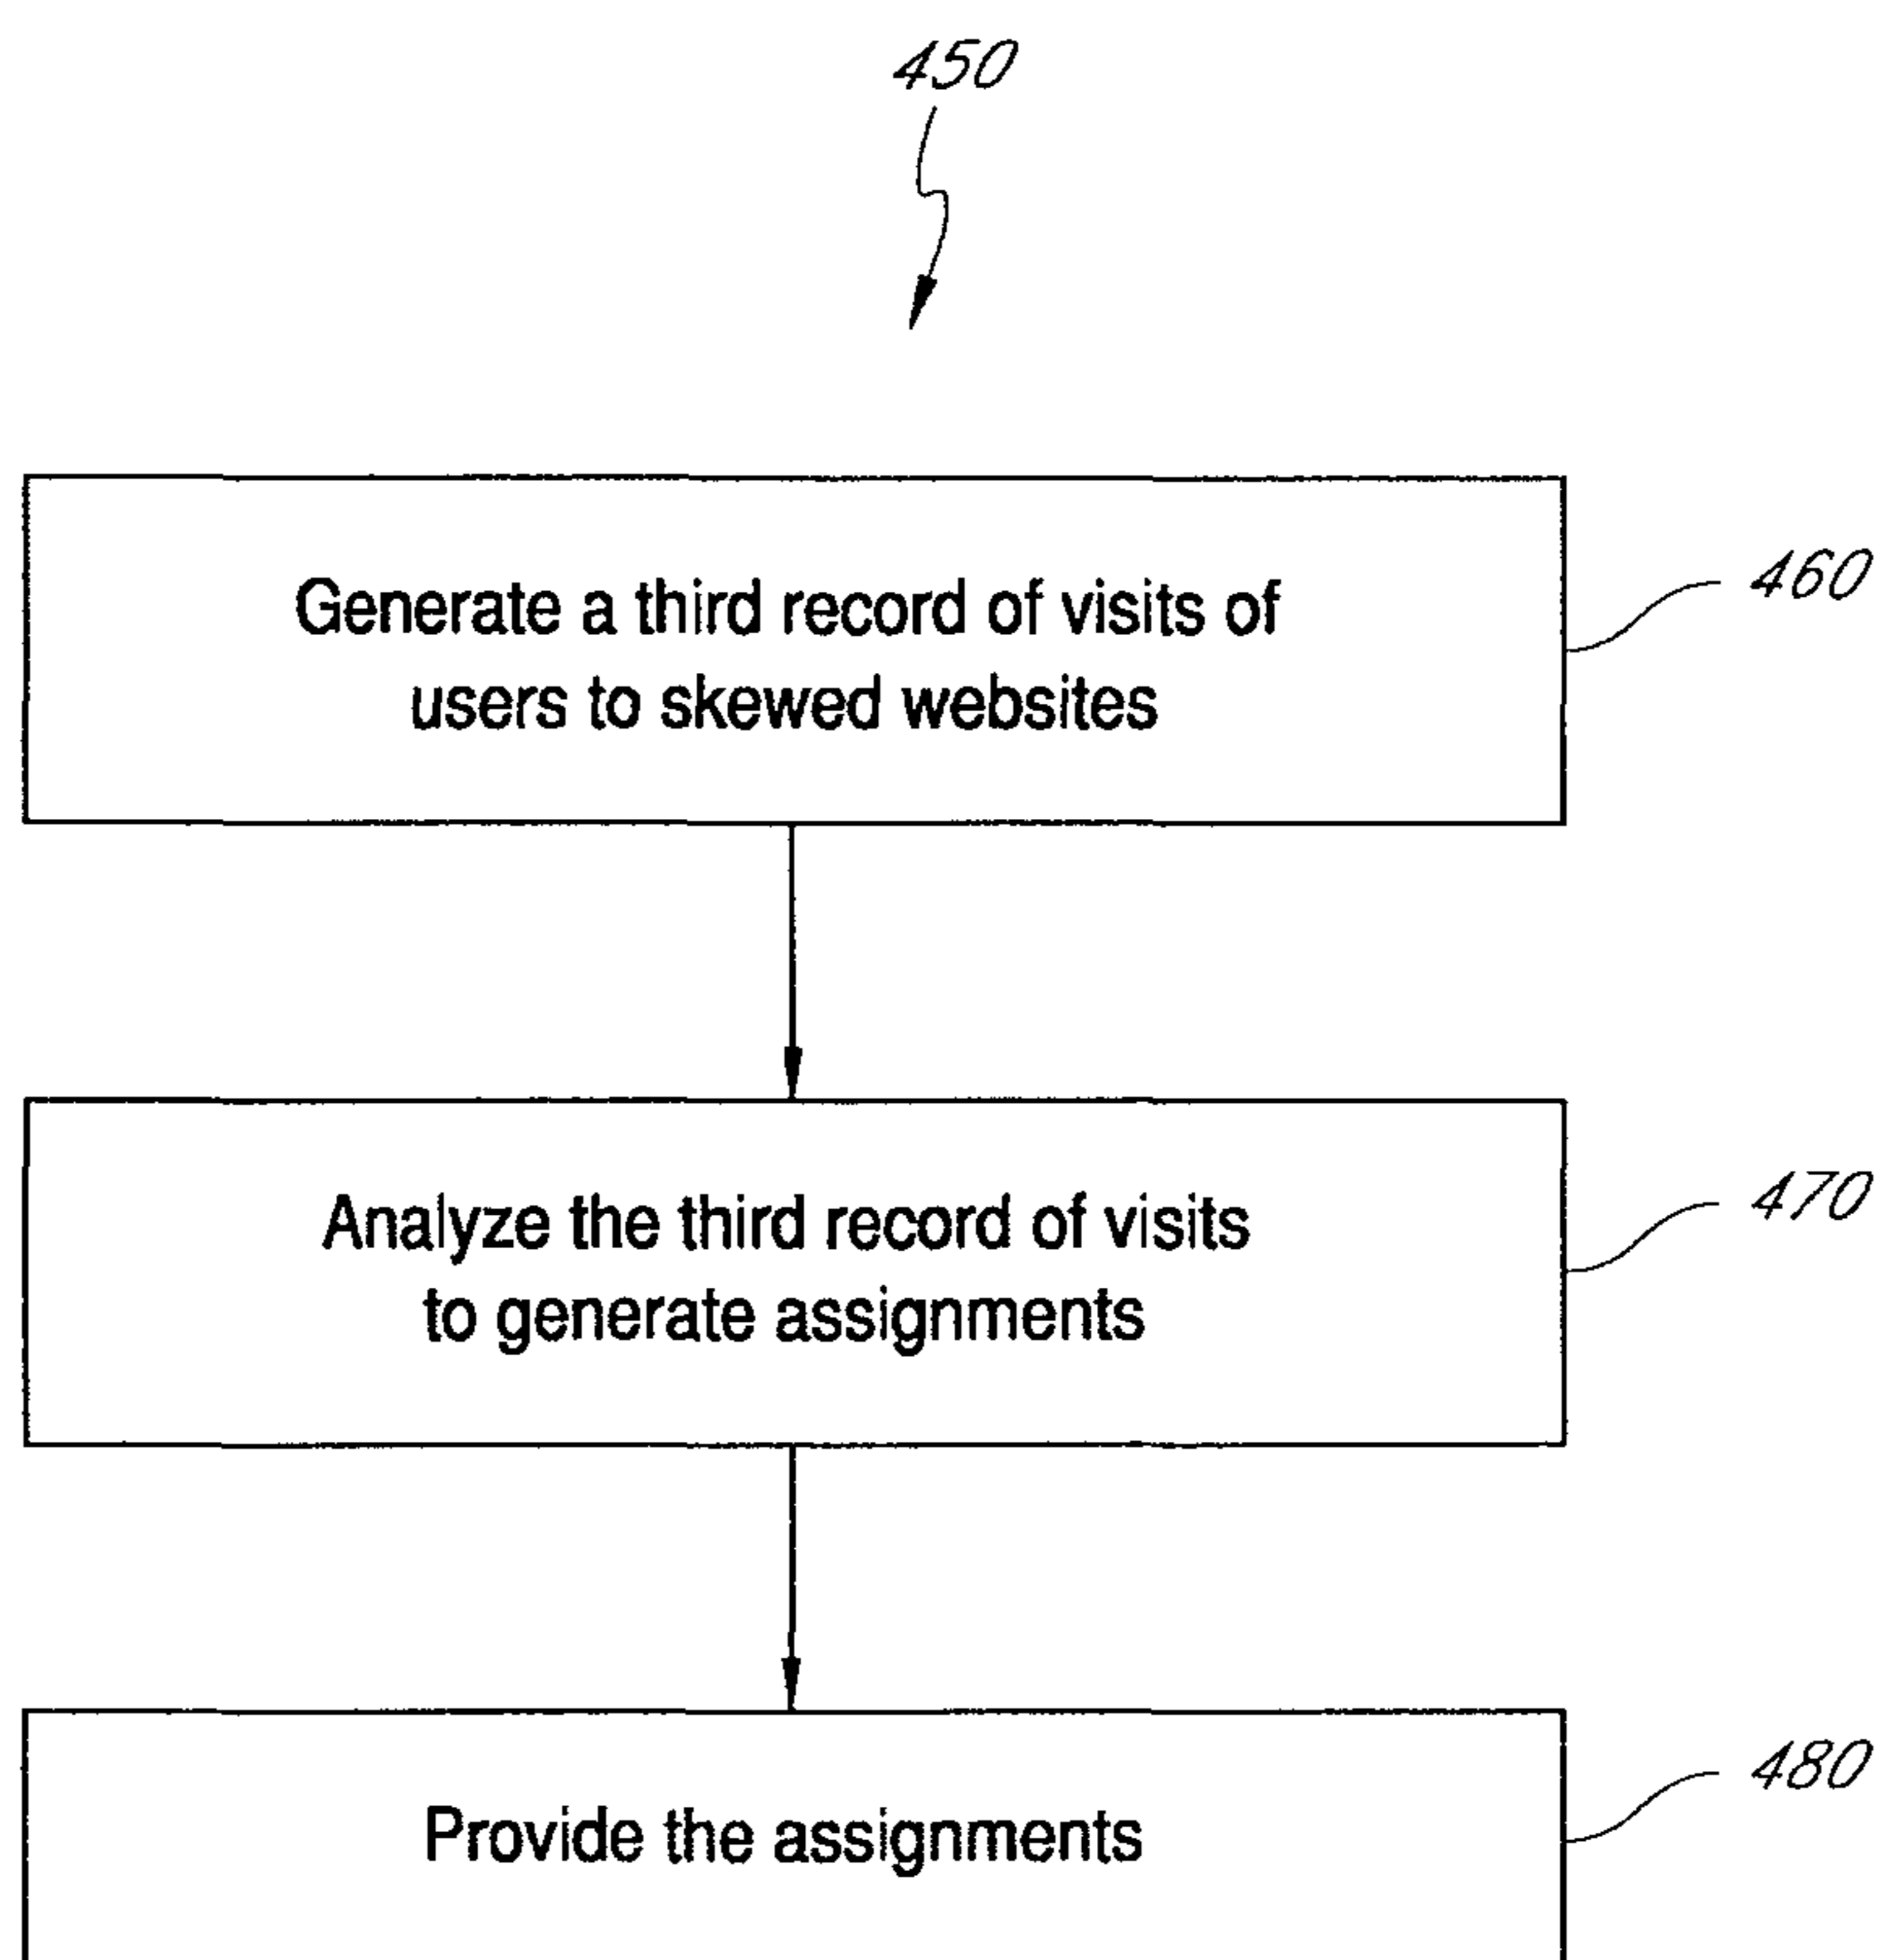 450
Generate a third record of visits of
users to skewed websites
460
Analyze the third record of visits
to generate assignments
470
Provide the assignments
480